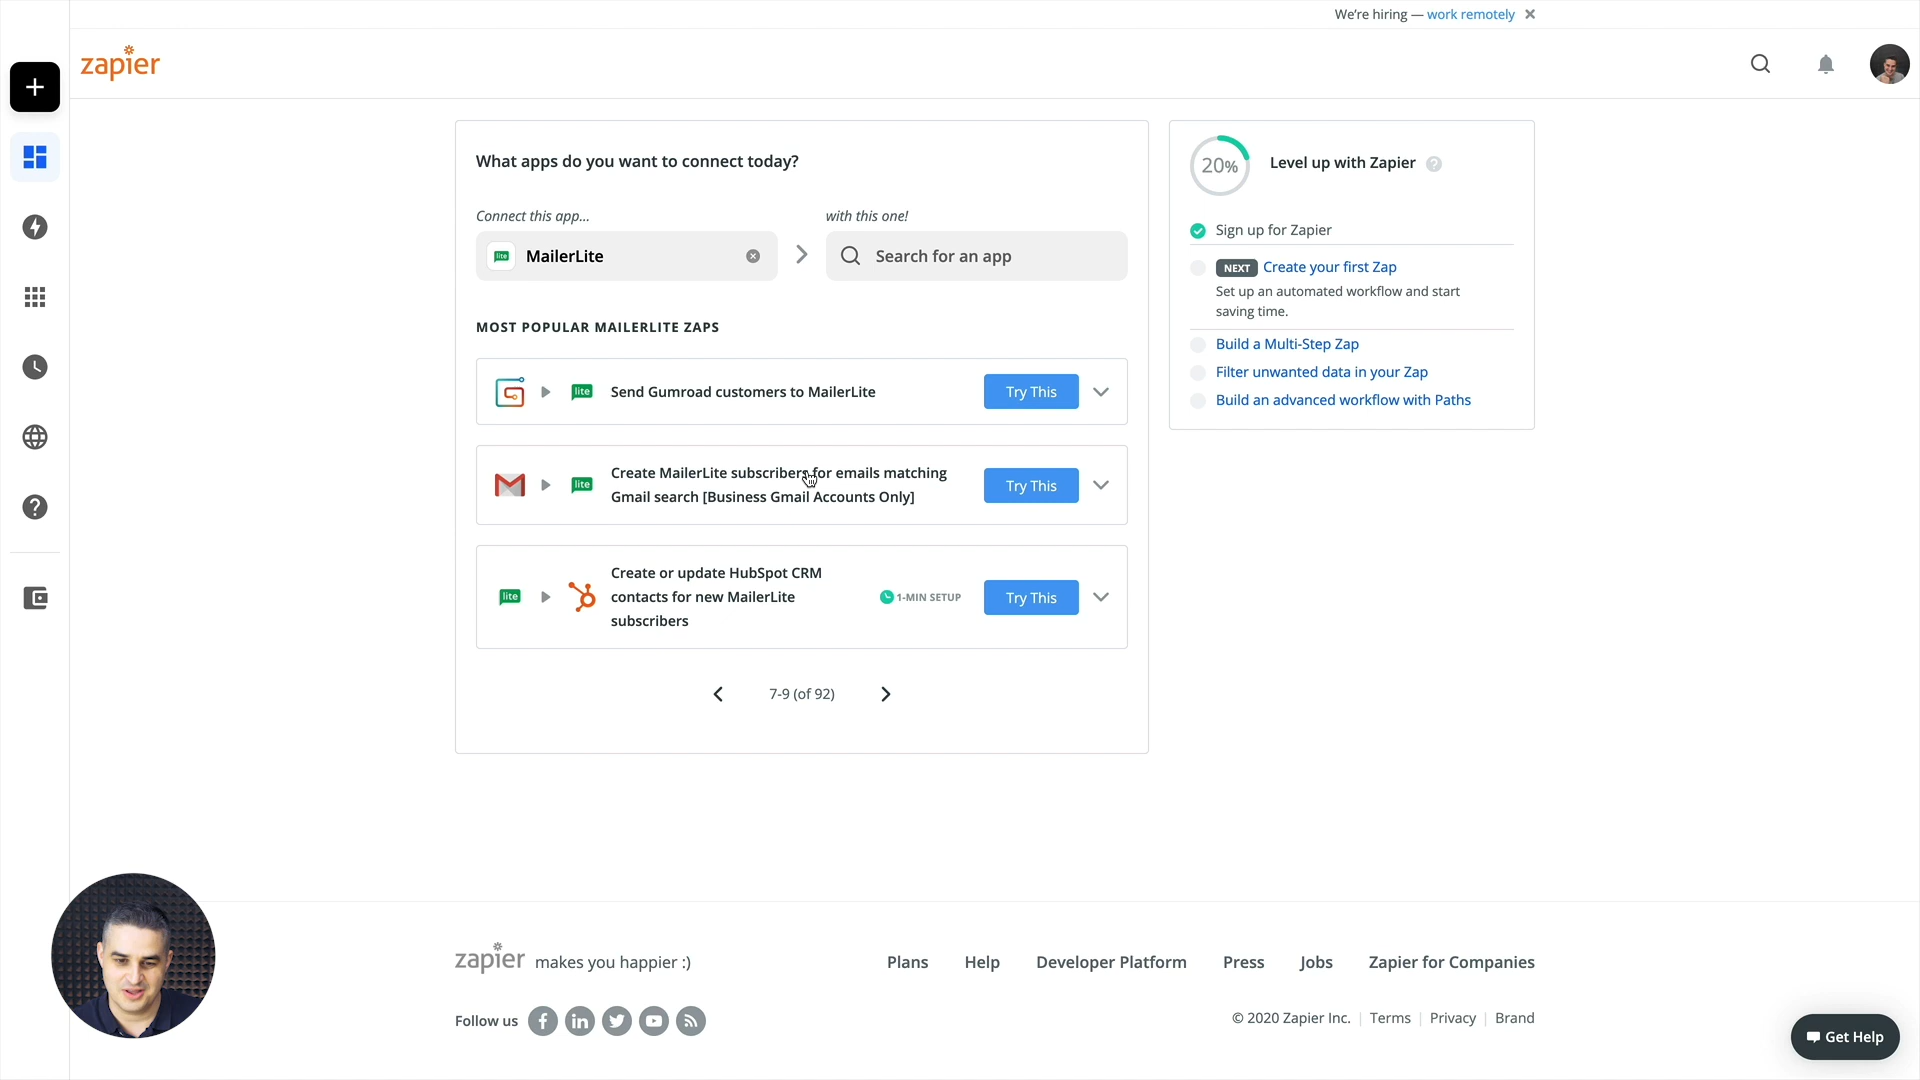 We're hiring — work remotely
zapier
What apps do you want to connect today?
Connect this app...
with this one!
lite MailerLite
Search for an app
MOST POPULAR MAILERLITE ZAPS
lite Send Gumroad customers to MailerLite
Try This
Create MailerLite subscribers for emails matching
lite
Gmail search [Business Gmail Accounts Only]
Try This
lite
Create or update HubSpot CRM
contacts for new MailerLite
subscribers
1-MIN SETUP
Try This
7-9 (of 92)
20%
Level up with Zapier ?
Sign up for Zapier
NEXT Create your first Zap
Set up an automated workflow and start
saving time.
Build a Multi-Step Zap
Filter unwanted data in your Zap
Build an advanced workflow with Paths
zapier makes you happier :)
Plans Help Developer Platform Press Jobs Zapier for Companies
Follow us
© 2020 Zapier Inc. | Terms | Privacy | Brand
Get Help